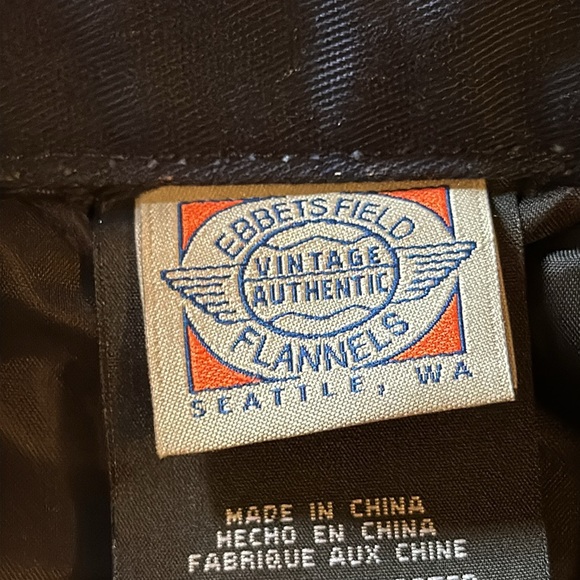 EBBETS FIELD
VINTAGE
AUTHENTIC
FLANNELS
SEATTLE, WA
MADE IN CHINA
HECHO EN CHINA
FABRIQUE AUX CHINE